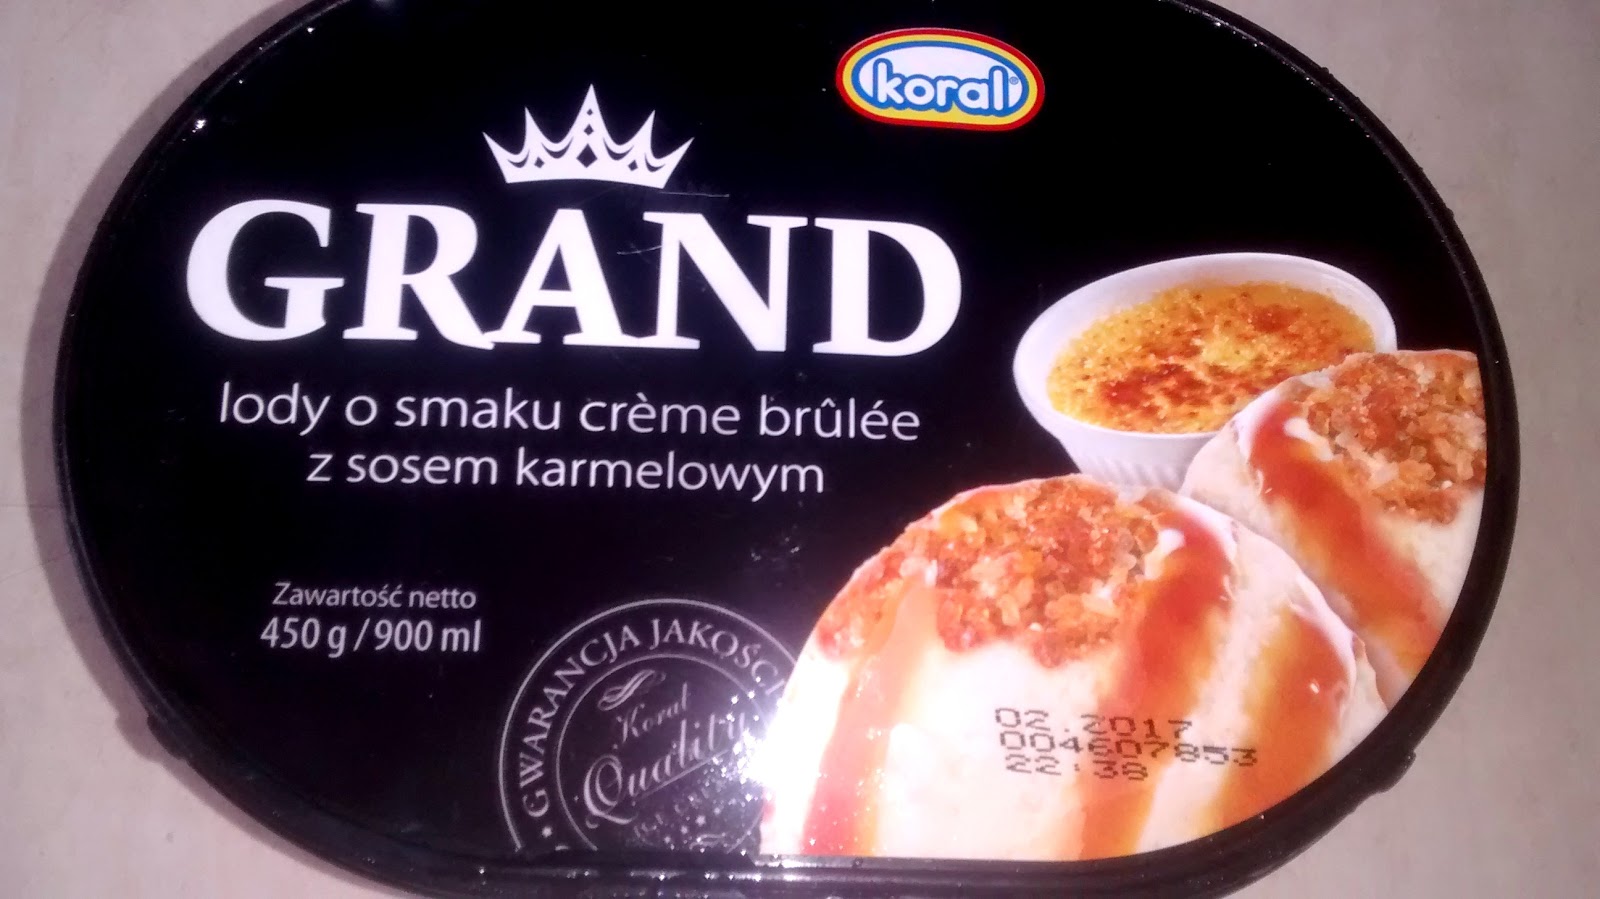 koral®
GRAND
lody o smaku crème brûlée
z sosem karmelowym
Zawartość netto
450 g / 900 ml
GWARANCJA JAKOŚCI
Koral
Quality
02.2017
004607853
22:38